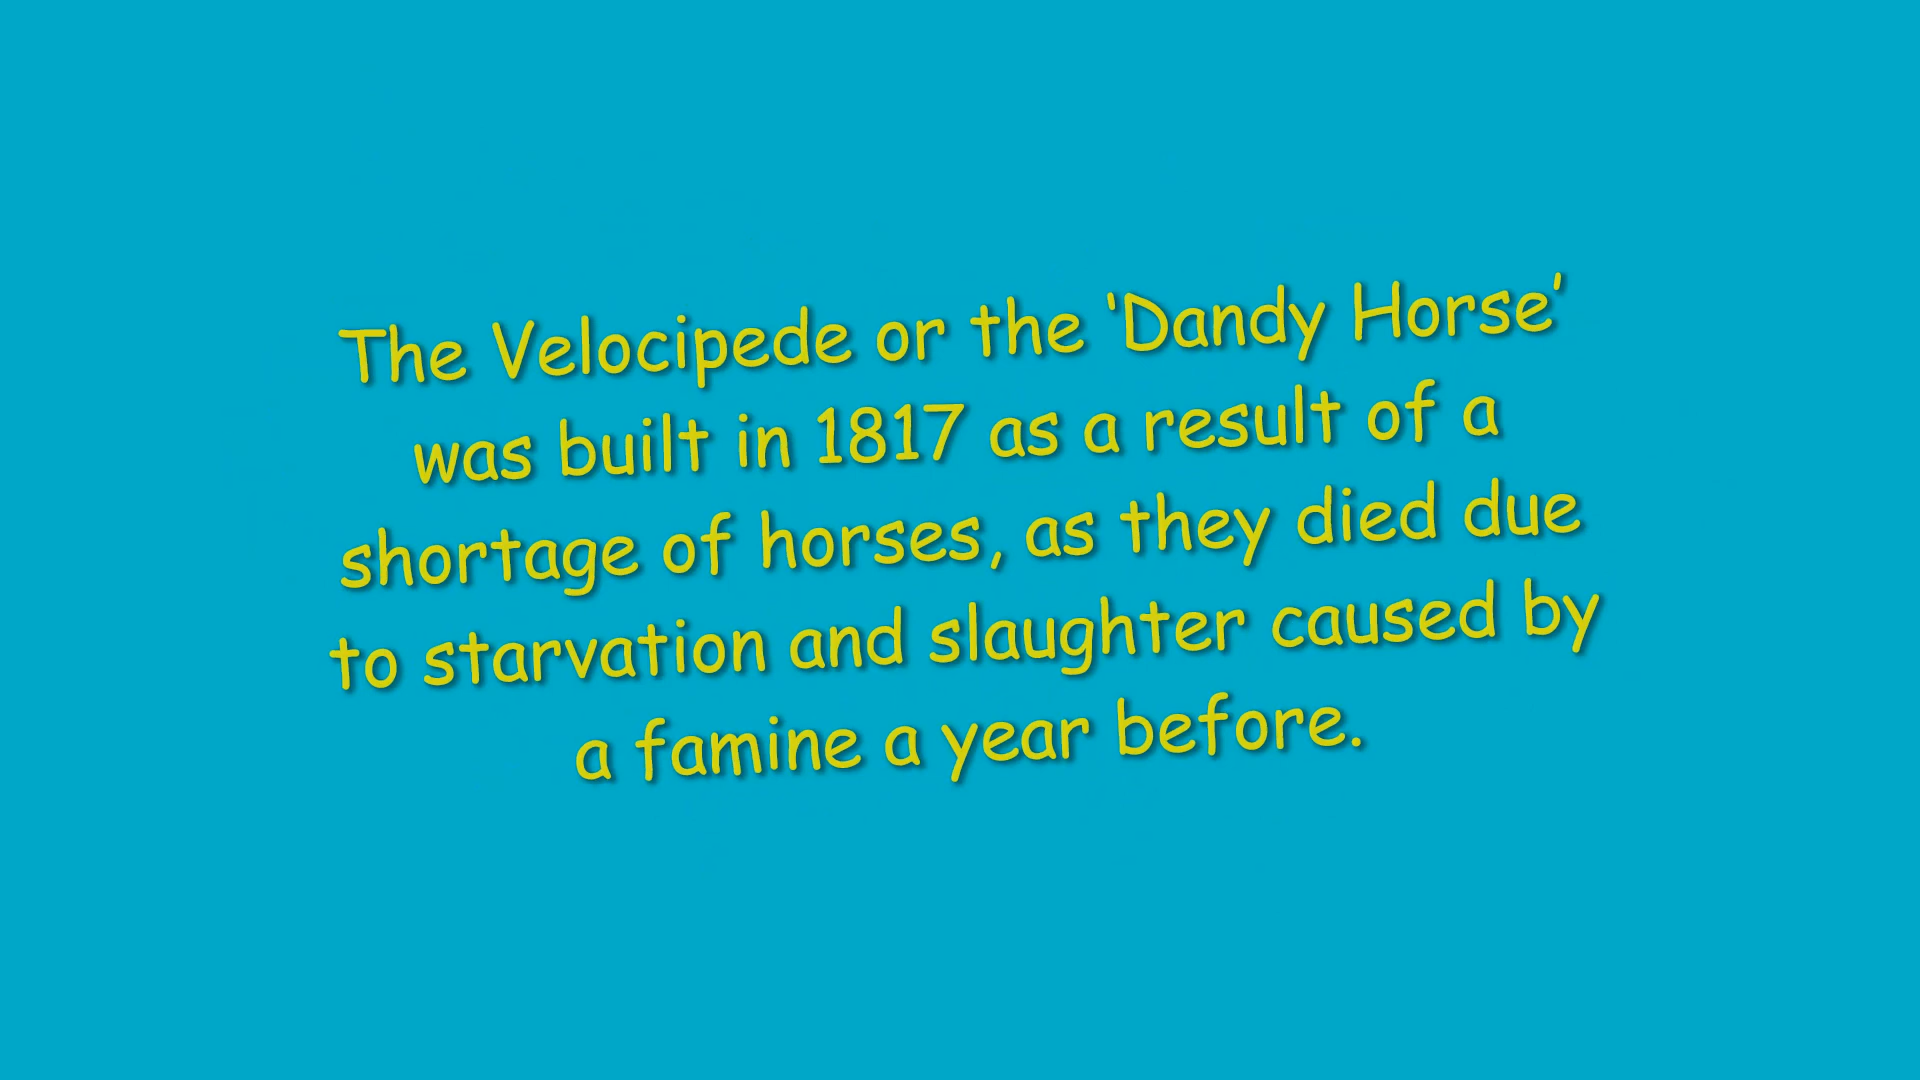 The Velocipede or the ‘Dandy Horse’
was built in 1817 as a result of a
shortage of horses, as they died due
to starvation and slaughter caused by
a famine a year before.